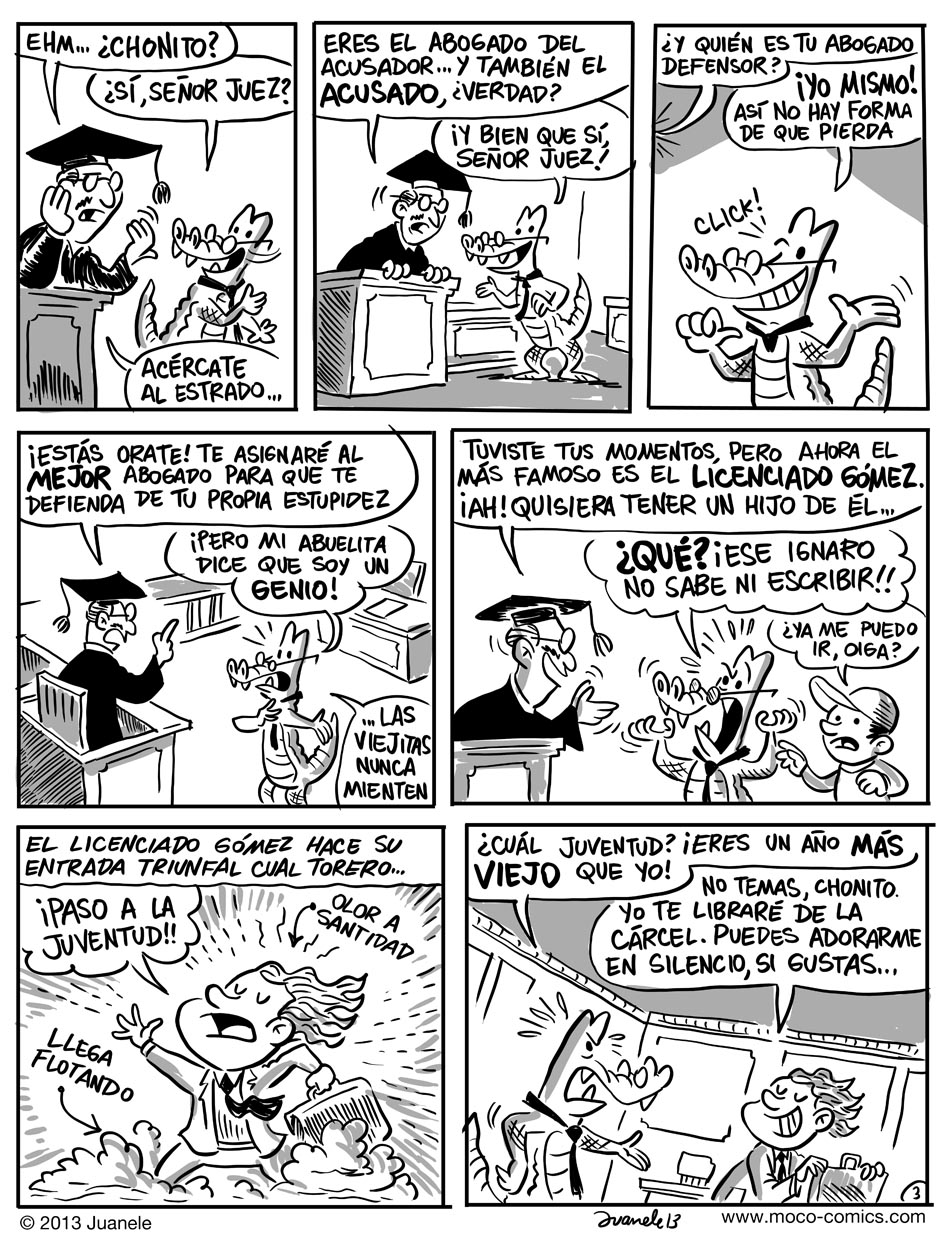 EHM... ¿CHONITO?
¿SÍ, SEÑOR JUEZ?
ACÉRCATE
AL ESTRADO...
ERES EL ABOGADO DEL
ACUSADOR... Y TAMBIÉN EL
ACUSADO, ¿VERDAD?
¡Y BIEN QUE SÍ,
SEÑOR JUEZ!
¿Y QUIÉN ES TU ABOGADO
DEFENSOR?
¡YO MISMO!
ASÍ NO HAY FORMA
DE QUE PIERDA
CLICK!
¡ESTÁS ORATE! TE ASIGNARÉ AL
MEJOR ABOGADO PARA QUE TE
DEFIENDA DE TU PROPIA ESTUPIDEZ
¡PERO MI ABUELITA
DICE QUE SOY UN
GENIO!
...LAS
VIEJITAS
NUNCA
MIENTEN
TUVISTE TUS MOMENTOS, PERO AHORA EL
MÁS FAMOSO ES EL LICENCIADO GÓMEZ.
¡AH! QUISIERA TENER UN HIJO DE ÉL...
¿QUÉ? ¡ESE IGNARO
NO SABE NI ESCRIBIR!!
¿YA ME PUEDO
IR, OIGA?
EL LICENCIADO GÓMEZ HACE SU
ENTRADA TRIUNFAL CUAL TORERO...
¡PASO A LA
JUVENTUD!!
OLOR A
SANTIDAD
LLEGA
FLOTANDO
¿CUÁL JUVENTUD? ¡ERES UN AÑO MÁS
VIEJO QUE YO!
NO TEMAS, CHONITO.
YO TE LIBRARÉ DE LA
CÁRCEL. PUEDES ADORARME
EN SILENCIO, SI GUSTAS...
3
© 2013 Juanele
Juanele 13
www.moco-comics.com